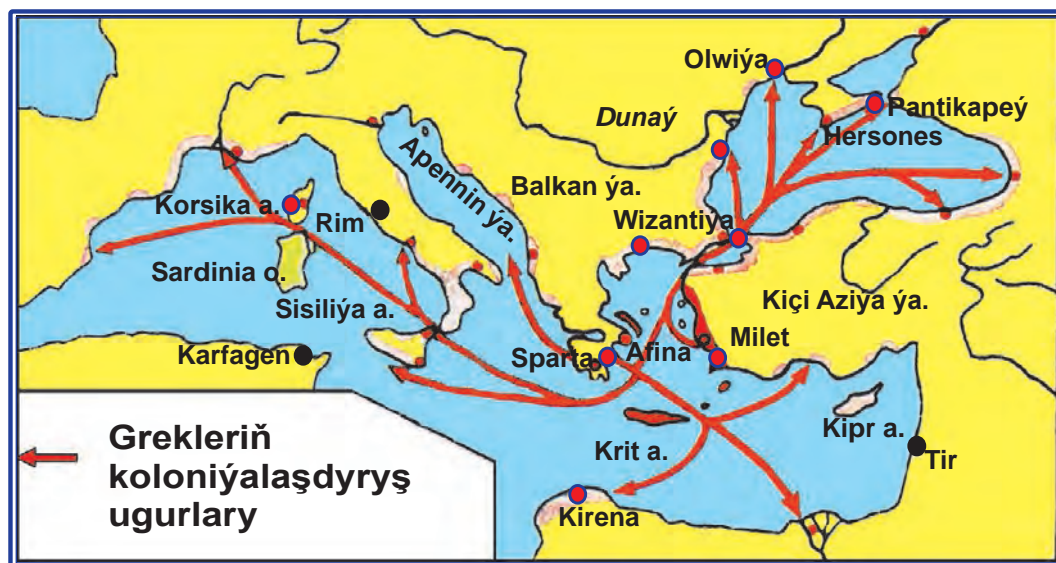 Olwiýa
Pantikapeý
Dunaý
Hersones
Apennin ýa.
Balkan ýa.
Korsika a.
Rim
Wizantiýa
Sardinia o.
Kiçi Aziýa ýa.
Sisiliýa a.
Milet
Karfagen
Sparta
Afina
Kipr a.
Krit a.
Tir
Kirena
Grekleriň
koloniýalaşdyryş
ugurlary